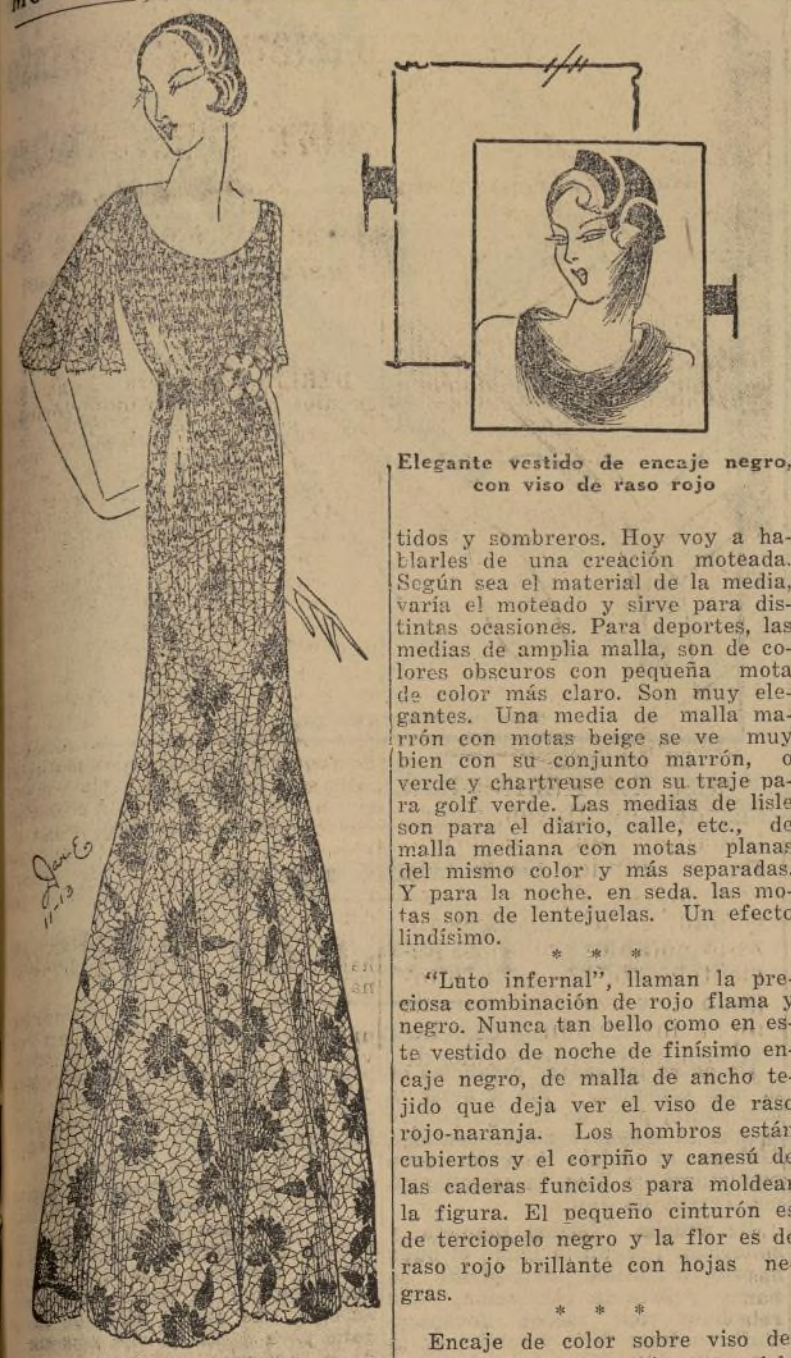 Elegante vestido de encaje negro,
con viso de raso rojo
tidos y sombreros. Hoy voy a ha-
blarles de una creación moteada.
Según sea el material de la media,
varía el moteado y sirve para dis-
tintas ocasiones. Para deportes, las
medias de amplia malla, son de co-
lores obscuros con pequeña mota
de color más claro. Son muy ele-
gantes. Una media de malla ma-
rrón con motas beige se ve muy
bien con su conjunto marrón, o
verde y chartreuse con su traje pa-
ra golf verde. Las medias de lisle
son para el diario, calle, etc., de
malla mediana con motas planas
del mismo color y más separadas.
Y para la noche. en seda. las mo-
tas son de lentejuelas. Un efecto
lindísimo.
* * *
“Luto infernal”, llaman la pre-
ciosa combinación de rojo flama y
negro. Nunca tan bello como en es-
te vestido de noche de finísimo en-
caje negro, de malla de ancho te-
jido que deja ver el viso de raso
rojo-naranja. Los hombros están
cubiertos y el corpiño y canesú de
las caderas funcidos para moldear
la figura. El pequeño cinturón es
de terciopelo negro y la flor es de
raso rojo brillante con hojas ne-
gras.
* * *
Encaje de color sobre viso de
11-13